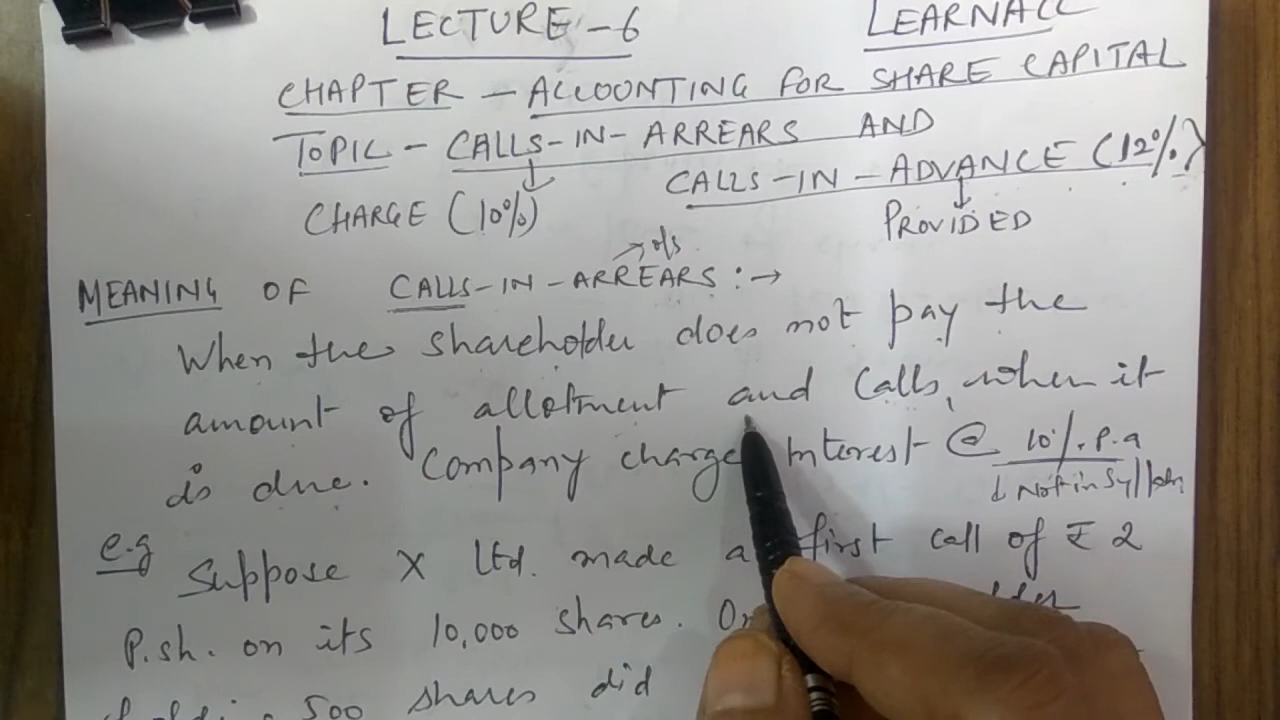 LECTURE-6
LEARNALL
CHAPTER - ACCOONTING FOR SHARE CAPITAL
TOPIC - CALLS-IN-ARREARS AND
CALLS-IN-ADVANCE (12%)
CHARGE (10%)
PROVIDED
o/s
MEANING OF CALLS-IN-ARREARS :→
When the shareholder does not pay the
amount of allotment and Calls, when it
is due. Company charge Interest @ 10%.p.a
↓ Not in
e.g Suppose X Ltd. made a first call of ₹ 2
P.sh. on its 10,000 shares.
500 shares did